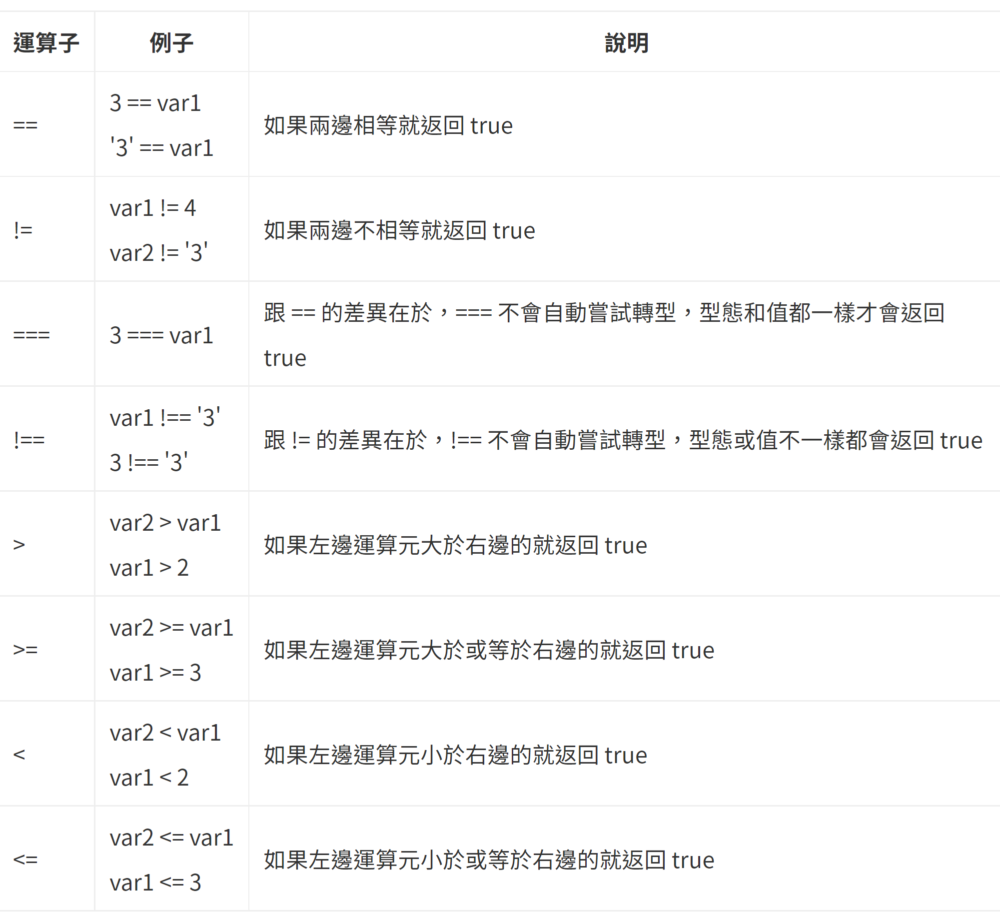 運算子 例子 說明
==
3 == var1
'3' == var1
如果兩邊相等就返回 true
!=
var1 != 4
var2 != '3'
如果兩邊不相等就返回 true
===
3 === var1
跟 == 的差異在於，=== 不會自動嘗試轉型，型態和值都一樣才會返回
true
!==
var1 !== '3'
3 !== '3'
跟 != 的差異在於，!== 不會自動嘗試轉型，型態或值不一樣都會返回 true
>
var2 > var1
var1 > 2
如果左邊運算元大於右邊的就返回 true
>=
var2 >= var1
var1 >= 3
如果左邊運算元大於或等於右邊的就返回 true
<
var2 < var1
var1 < 2
如果左邊運算元小於右邊的就返回 true
<=
var2 <= var1
var1 <= 3
如果左邊運算元小於或等於右邊的就返回 true